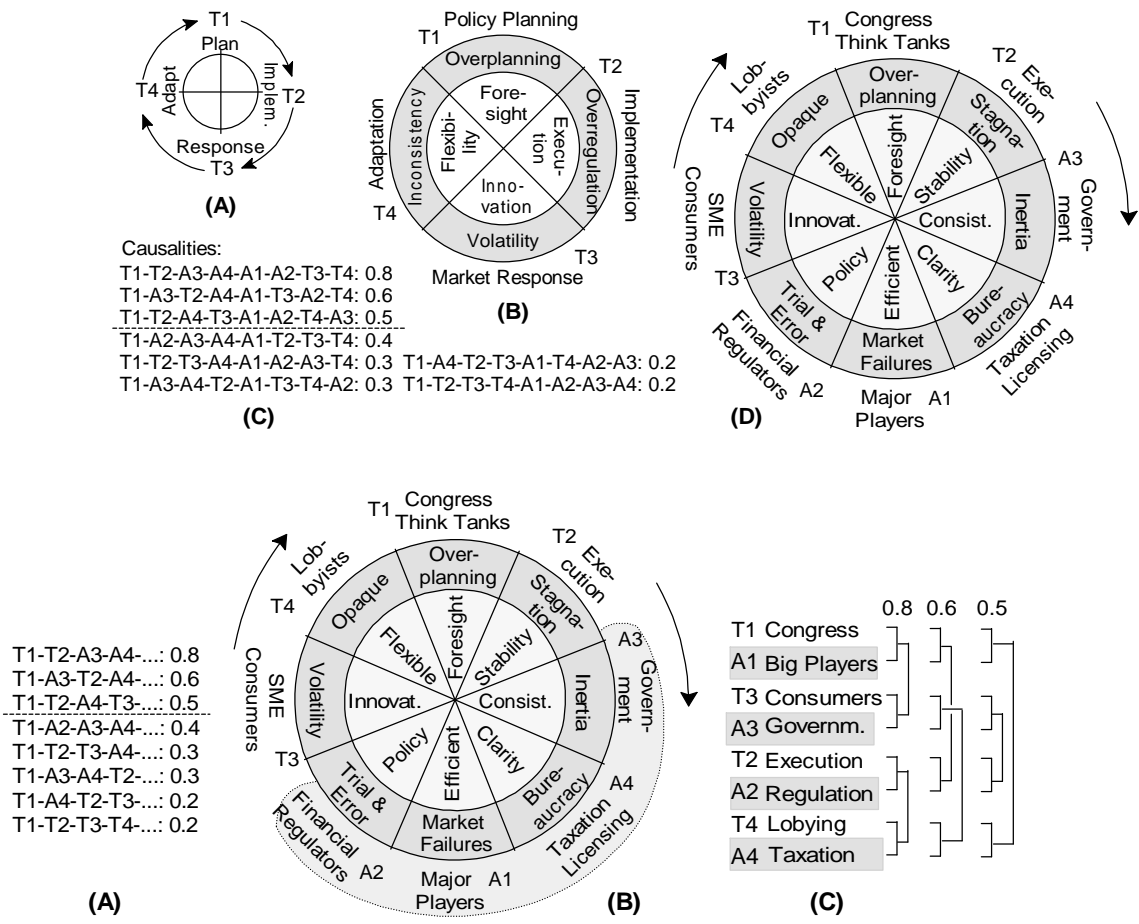 T1
Plan
Adapt
T4
Implem.
T2
Response
T3
(A)
Policy Planning
T1
Overplanning
T2
Fore-
sight
Adaptation
Inconsistency
Flexibi-
lity
Execu-
tion
Overregulation
Implementation
Inno-
vation
T4
Volatility
T3
Market Response
(B)
Causalities:
T1-T2-A3-A4-A1-A2-T3-T4: 0.8
T1-A3-T2-A4-A1-T3-A2-T4: 0.6
T1-T2-A4-T3-A1-A2-T4-A3: 0.5
T1-A2-A3-A4-A1-T2-T3-T4: 0.4
T1-T2-T3-A4-A1-A2-A3-T4: 0.3
T1-A3-A4-T2-A1-T3-T4-A2: 0.3
T1-A4-T2-T3-A1-T4-A2-A3: 0.2
T1-T2-T3-T4-A1-A2-A3-A4: 0.2
(C)
T1
Congress
Think Tanks
T2
Exe-
cution
Lob-
byists
T4
Over-
planning
Stagna-
tion
Opaque
A3
Govern-
ment
Foresight
Stability
Flexible
SME
Consumers
Volatility
Innovat.
Consist.
Inertia
Policy
Efficient
Clarity
T3
A4
Trial &
Error
Market
Failures
Bure-
aucracy
Financial
Regulators
A2
Major
Players
A1
Taxation
Licensing
(D)
T1
Congress
Think Tanks
T2
Exe-
cution
Lob-
byists
T4
Over-
planning
Stagna-
tion
Opaque
A3
Govern-
ment
Foresight
Stability
Flexible
SME
Consumers
Volatility
Innovat.
Consist.
Inertia
Policy
Efficient
Clarity
T3
A4
Trial &
Error
Market
Failures
Bure-
aucracy
Financial
Regulators
A2
Major
Players
A1
Taxation
Licensing
(B)
T1-T2-A3-A4-...: 0.8
T1-A3-T2-A4-...: 0.6
T1-T2-A4-T3-...: 0.5
T1-A2-A3-A4-...: 0.4
T1-T2-T3-A4-...: 0.3
T1-A3-A4-T2-...: 0.3
T1-A4-T2-T3-...: 0.2
T1-T2-T3-T4-...: 0.2
(A)
0.8 0.6 0.5
T1 Congress
A1 Big Players
T3 Consumers
A3 Governm.
T2 Execution
A2 Regulation
T4 Lobying
A4 Taxation
(C)